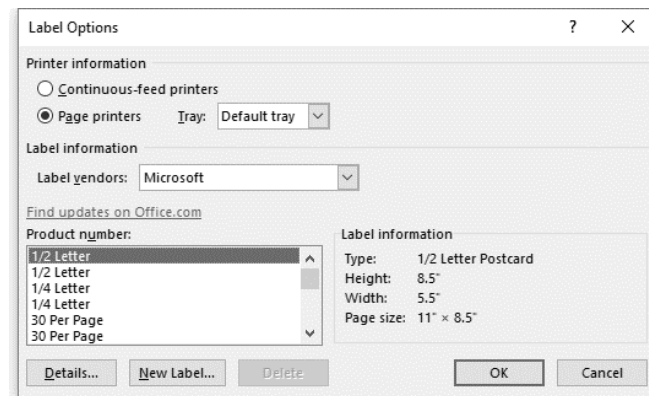 Label Options ? ✕
Printer information
Continuous-feed printers
Page printers Tray: Default tray
Label information
Label vendors: Microsoft
Find updates on Office.com
Product number:
1/2 Letter
1/2 Letter
1/4 Letter
1/4 Letter
30 Per Page
30 Per Page
Label information
Type: 1/2 Letter Postcard
Height: 8.5"
Width: 5.5"
Page size: 11" × 8.5"
Details... New Label... Delete OK Cancel